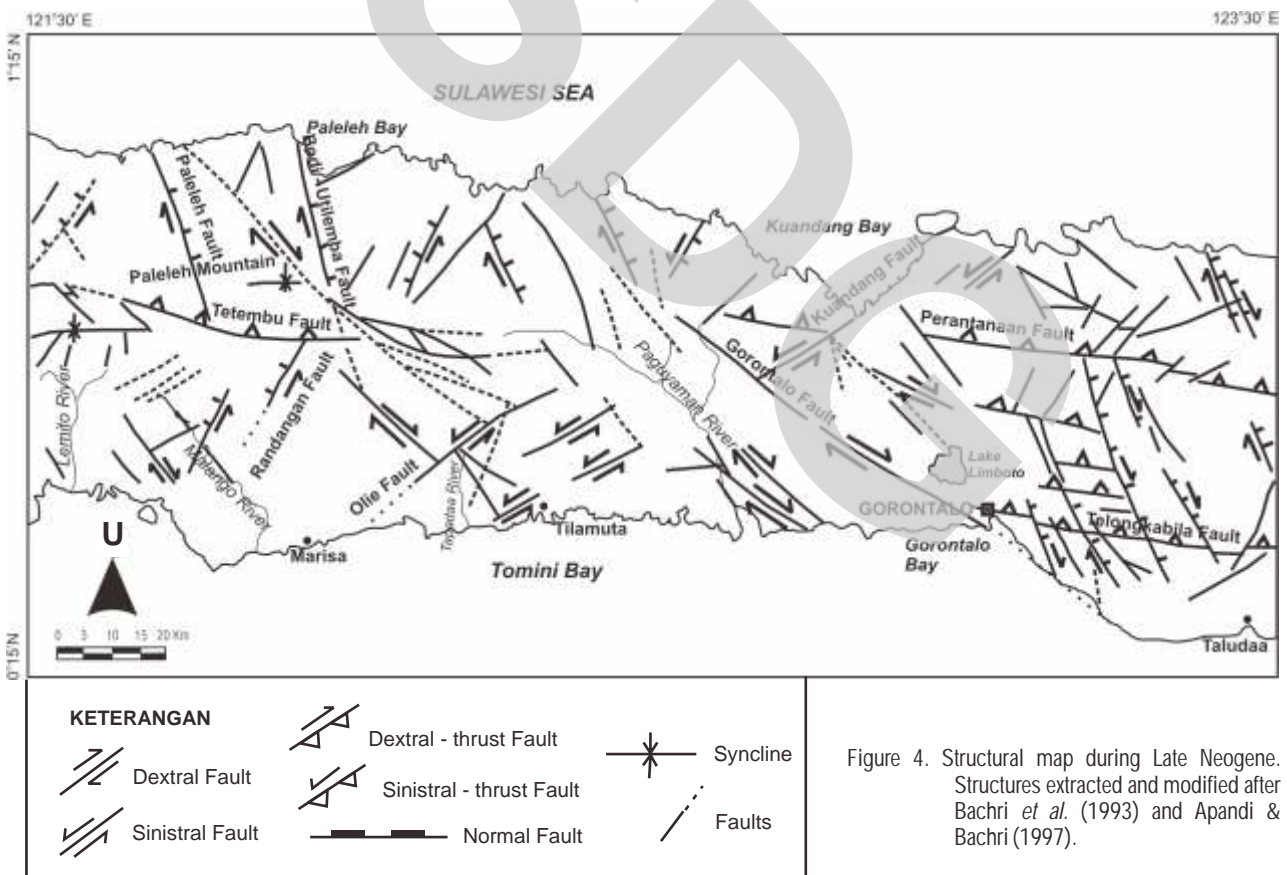 121°30' E
123°30' E
1°15' N
SULAWESI SEA
Paleleh Bay
Paleleh Fault
Utilemba Fault
Kuandang Bay
Kuandang Fault
Paleleh Mountain
Tetembu Fault
Perantanaan Fault
Gorontalo Fault
Randangan Fault
Lemito River
Malango River
Olie Fault
River
Paguyaman River
Lake
Limboto
GORONTALO
Telongkabila Fault
Tilamuta
Marisa
Gorontalo
Bay
U
Tomini Bay
0 5 10 15 20 Km
0°15' N
Taludaa
KETERANGAN
Dextral Fault
Sinistral Fault
Dextral - thrust Fault
Sinistral - thrust Fault
Normal Fault
Syncline
Faults
Figure 4. Structural map during Late Neogene.
Structures extracted and modified after
Bachri et al. (1993) and Apandi &
Bachri (1997).
SDG